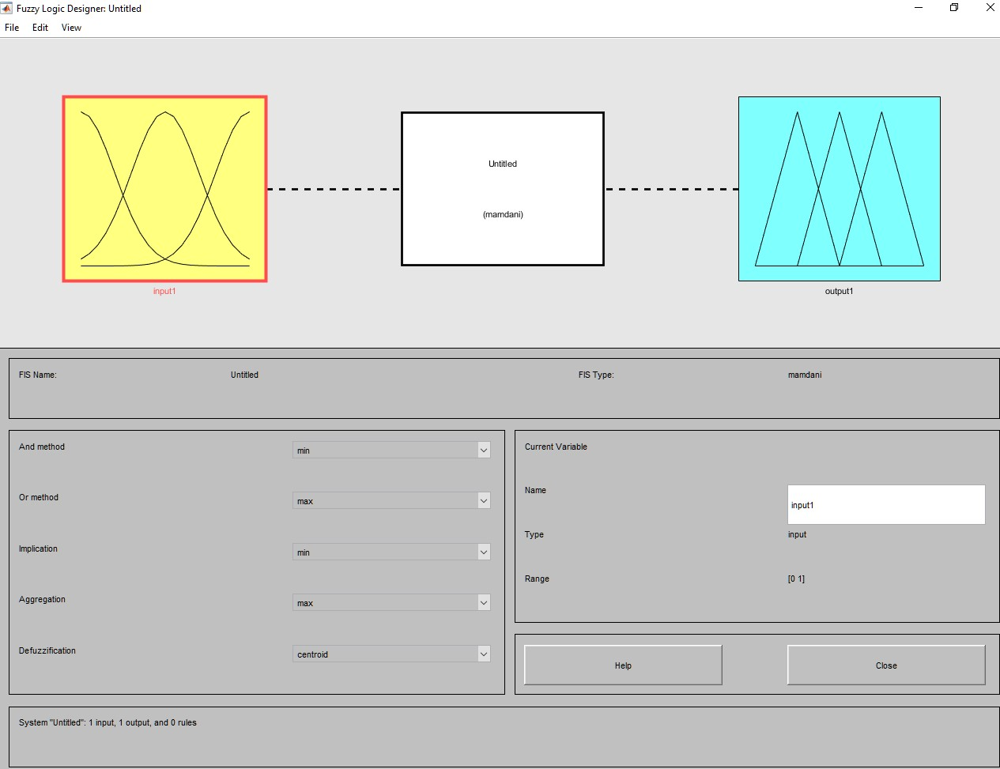 Fuzzy Logic Designer: Untitled
File Edit View
Untitled
(mamdani)
input1
output1
FIS Name: Untitled FIS Type: mamdani
And method min
Or method max
Implication min
Aggregation max
Defuzzification centroid
Current Variable
Name input1
Type input
Range [0 1]
Help Close
System "Untitled": 1 input, 1 output, and 0 rules